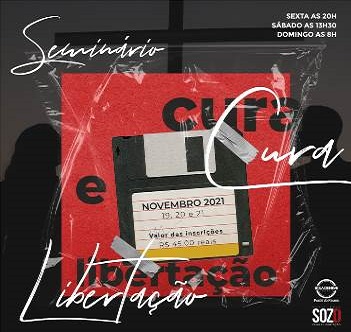 SEXTA AS 20H
SÁBADO AS 13H30
DOMINGO AS 8H
Seminário
cura
Cura
e
NOVEMBRO 2021
19, 20 e 21
Valor das inscrições
R$ 45,00 reais
libertação
Libertação
SOZO